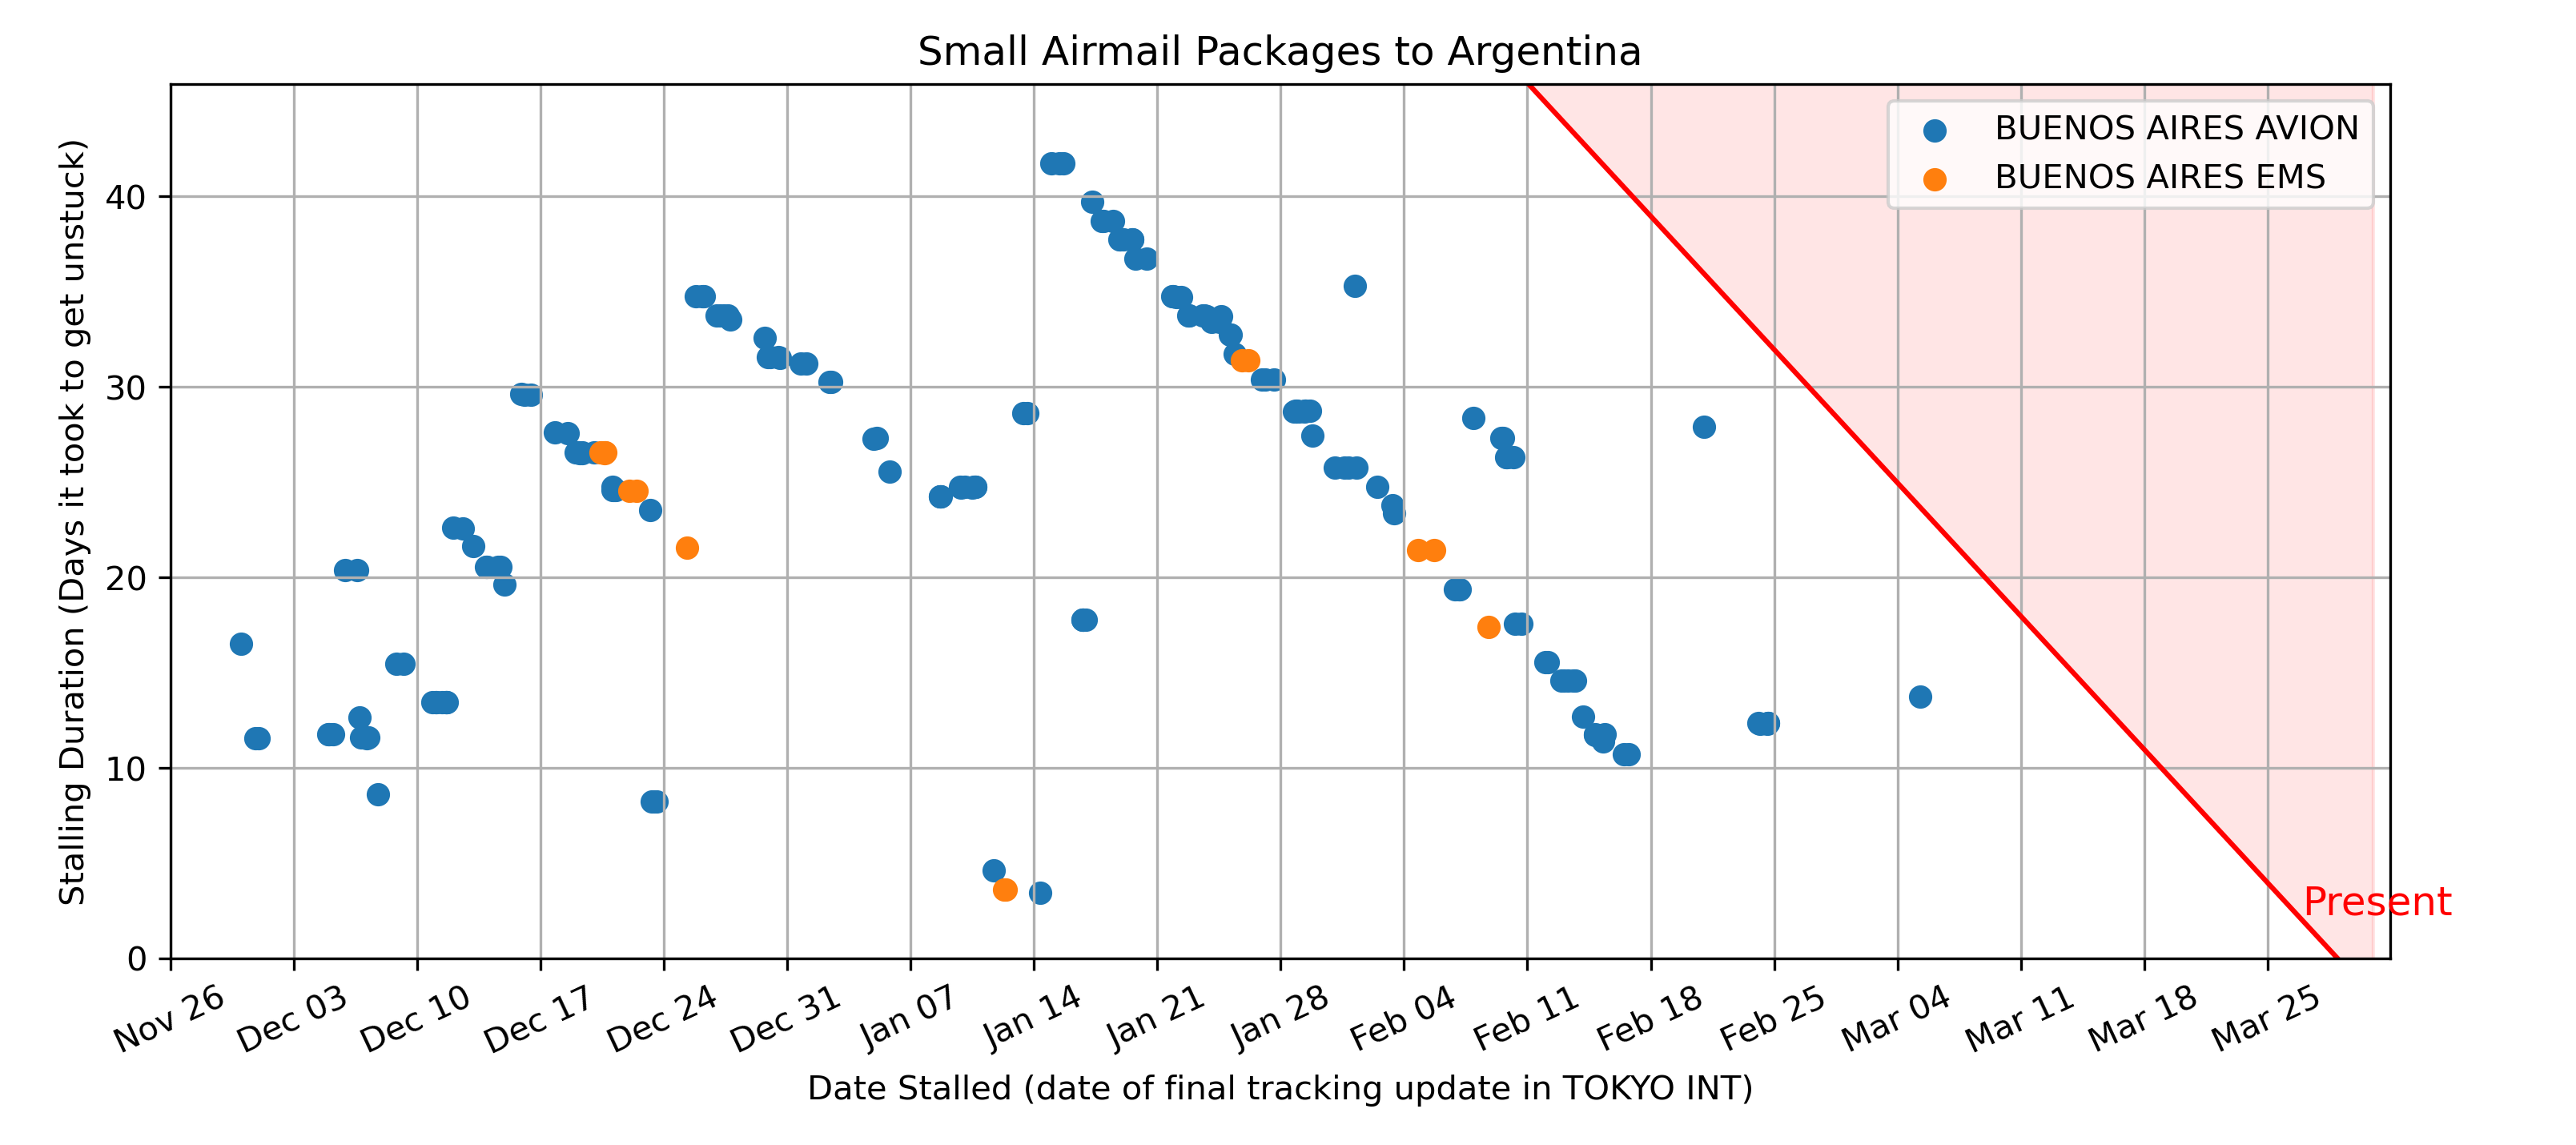 Small Airmail Packages to Argentina
BUENOS AIRES AVION
BUENOS AIRES EMS
Stalling Duration (Days it took to get unstuck)
40
30
20
10
0
Present
Nov 26
Dec 03
Dec 10
Dec 17
Dec 24
Dec 31
Jan 07
Jan 14
Jan 21
Jan 28
Feb 04
Feb 11
Feb 18
Feb 25
Mar 04
Mar 11
Mar 18
Mar 25
Date Stalled (date of final tracking update in TOKYO INT)